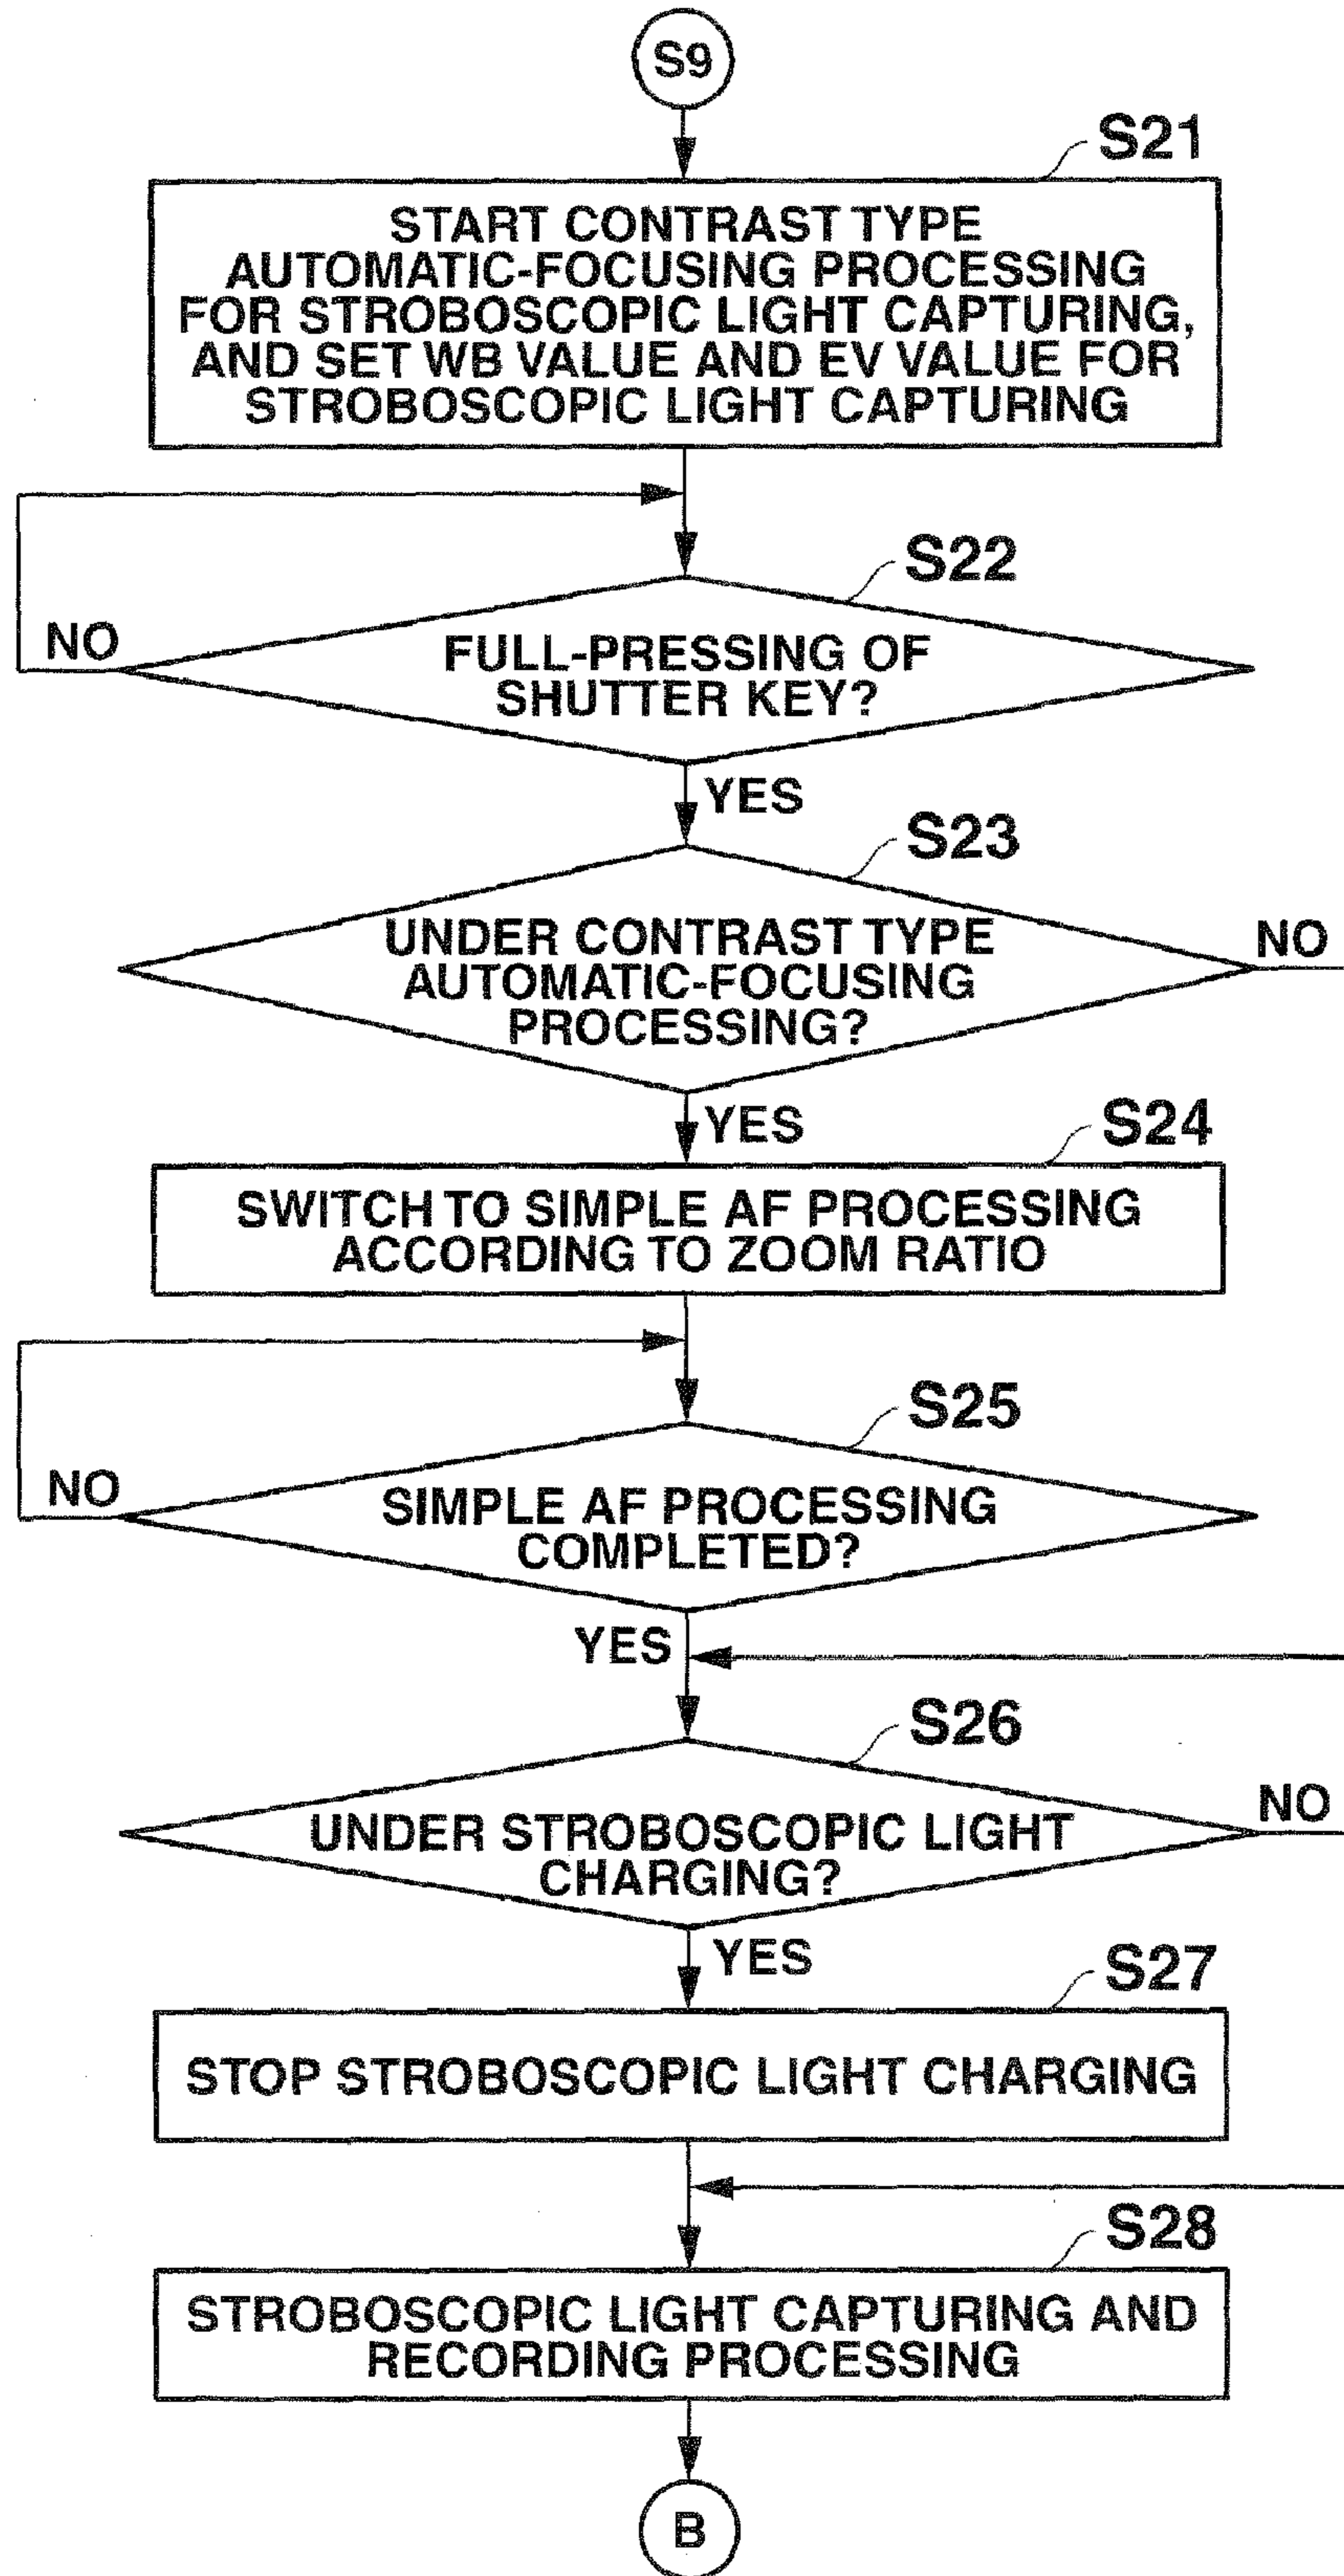 S9
S21
START CONTRAST TYPE
AUTOMATIC-FOCUSING PROCESSING
FOR STROBOSCOPIC LIGHT CAPTURING,
AND SET WB VALUE AND EV VALUE FOR
STROBOSCOPIC LIGHT CAPTURING
S22
NO
FULL-PRESSING OF
SHUTTER KEY?
YES
S23
UNDER CONTRAST TYPE
AUTOMATIC-FOCUSING
PROCESSING?
NO
YES
S24
SWITCH TO SIMPLE AF PROCESSING
ACCORDING TO ZOOM RATIO
S25
NO
SIMPLE AF PROCESSING
COMPLETED?
YES
S26
UNDER STROBOSCOPIC LIGHT
CHARGING?
NO
YES
S27
STOP STROBOSCOPIC LIGHT CHARGING
S28
STROBOSCOPIC LIGHT CAPTURING AND
RECORDING PROCESSING
B